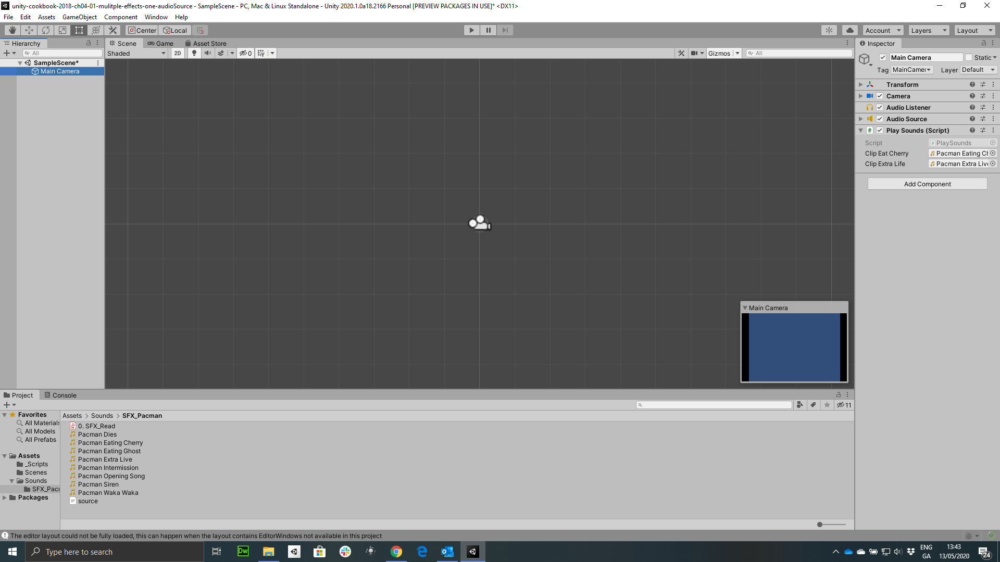 unity-cookbook-2018-ch04-01-mulitple-effects-one-audioSource - SampleScene - PC, Mac & Linux Standalone - Unity 2020.1.0a18.2166 Personal [PREVIEW PACKAGES IN USE]* <DX11>
File Edit Assets GameObject Component Window Help
Center Local Account Layers Layout
Hierarchy
All
SampleScene*
Main Camera
Scene Game Asset Store
Shaded 2D 0 Gizmos All
Main Camera
Inspector
Main Camera Static
Tag MainCamer Layer Default
Transform
Camera
Audio Listener
Audio Source
Play Sounds (Script)
Script PlaySounds
Clip Eat Cherry Pacman Eating Ch
Clip Extra Life Pacman Extra Live
Add Component
Project Console
11
Favorites
All Materials
All Models
All Prefabs
Assets
_Scripts
Scenes
Sounds
SFX_Pacr
Packages
Assets > Sounds > SFX_Pacman
0. SFX_Read
Pacman Dies
Pacman Eating Cherry
Pacman Eating Ghost
Pacman Extra Live
Pacman Intermission
Pacman Opening Song
Pacman Siren
Pacman Waka Waka
source
The editor layout could not be fully loaded, this can happen when the layout contains EditorWindows not available in this project
Type here to search
Dw
ENG
GA
13:43
13/05/2020
24